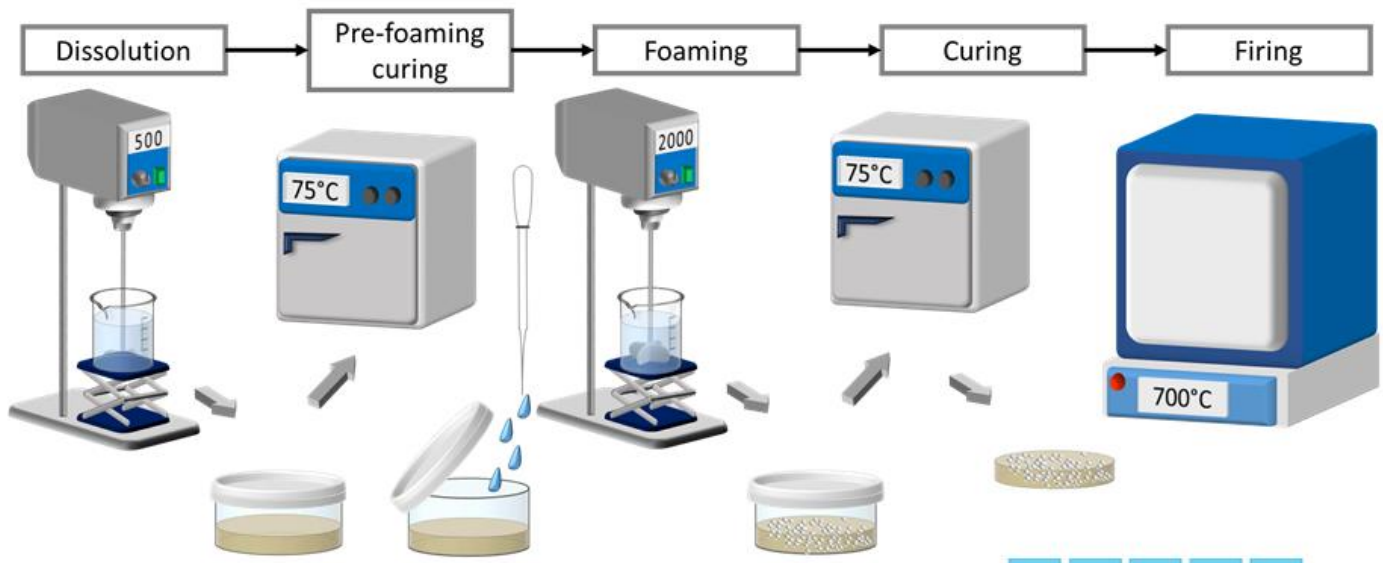 Dissolution
Pre-foaming
curing
Foaming
Curing
Firing
500
75°C
2000
75°C
700°C